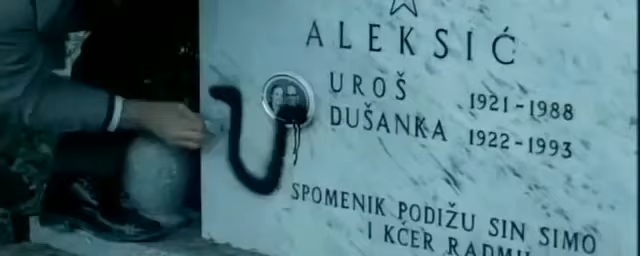 ALEKSIĆ
UROŠ 1921-1988
DUŠANKA 1922-1993
U
SPOMENIK PODIŽU SIN SIMO
I KĆER